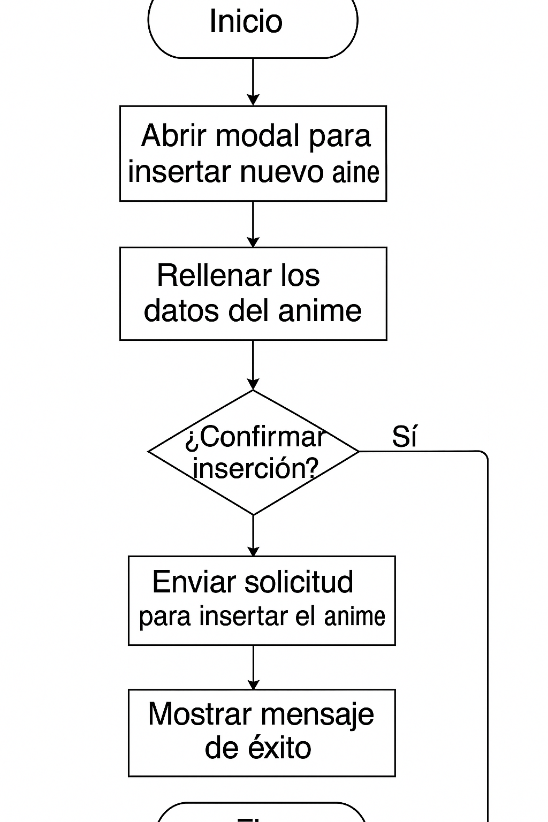 Inicio
Abrir modal para
insertar nuevo aine
Rellenar los
datos del anime
¿Confirmar
inserción?
Sí
Enviar solicitud
para insertar el anime
Mostrar mensaje
de éxito